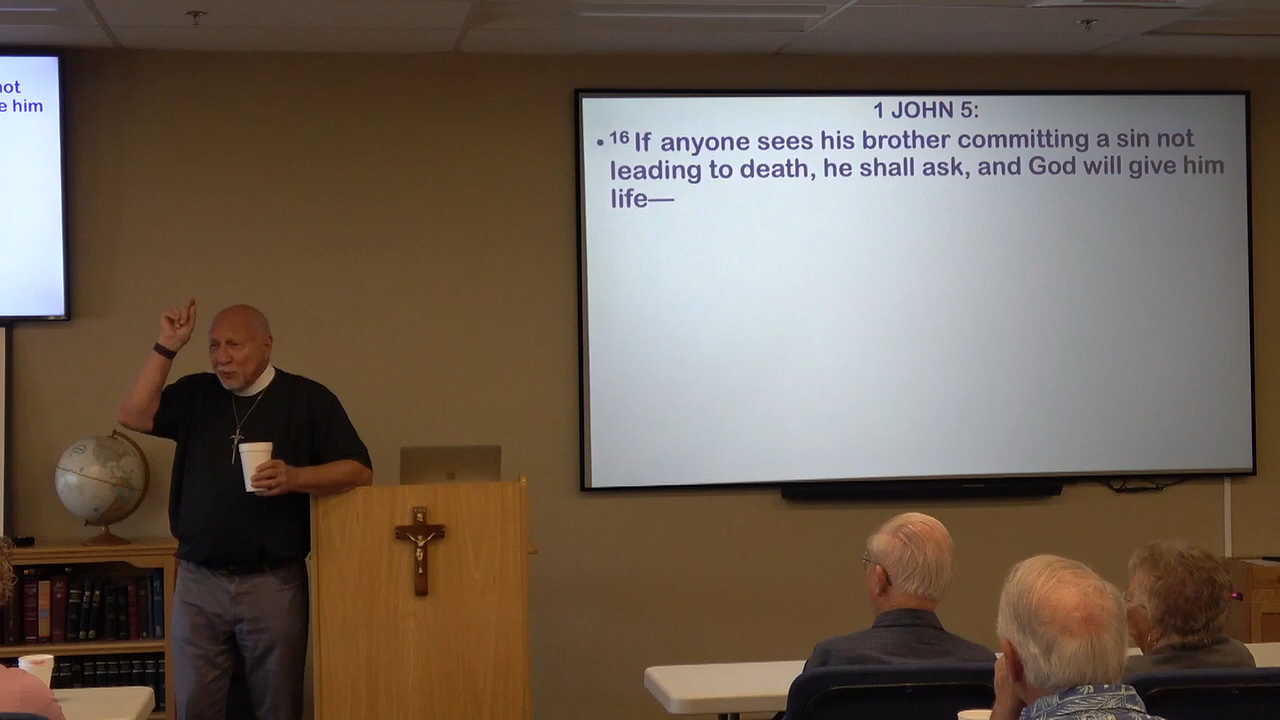 not
e him
1 JOHN 5:
• 16 If anyone sees his brother committing a sin not
leading to death, he shall ask, and God will give him
life—